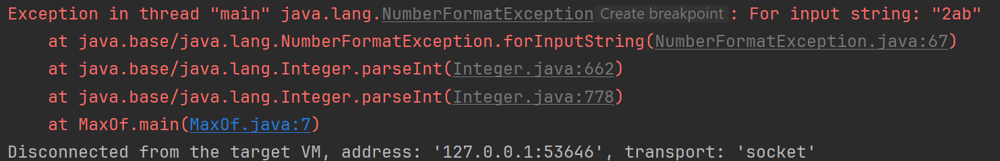 Exception in thread "main" java.lang.NumberFormatException Create breakpoint : For input string: "2ab"
    at java.base/java.lang.NumberFormatException.forInputString(NumberFormatException.java:67)
    at java.base/java.lang.Integer.parseInt(Integer.java:662)
    at java.base/java.lang.Integer.parseInt(Integer.java:778)
    at MaxOf.main(MaxOf.java:7)
Disconnected from the target VM, address: '127.0.0.1:53646', transport: 'socket'